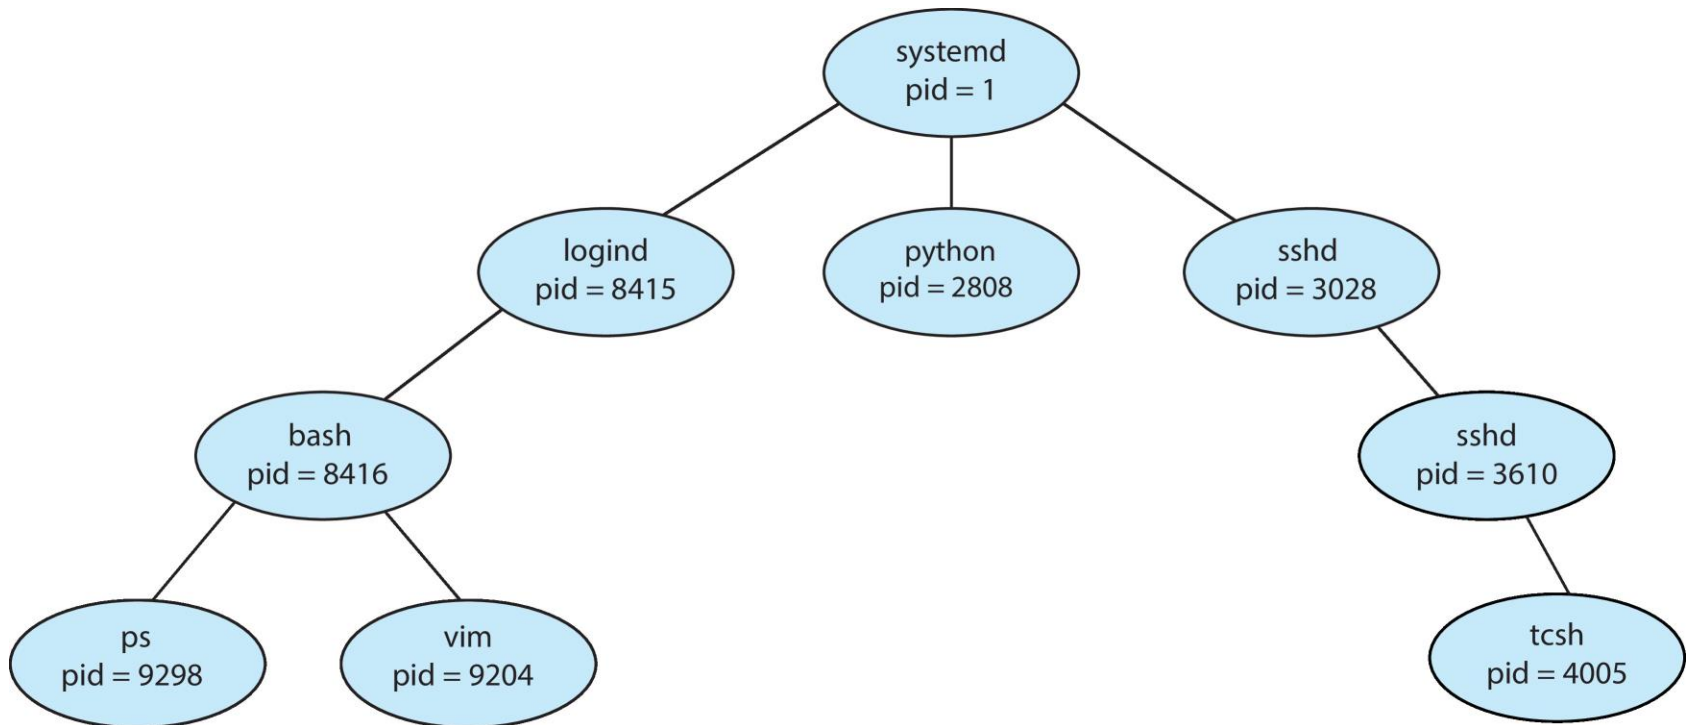 systemd
pid = 1
logind
pid = 8415
python
pid = 2808
sshd
pid = 3028
bash
pid = 8416
sshd
pid = 3610
ps
pid = 9298
vim
pid = 9204
tcsh
pid = 4005